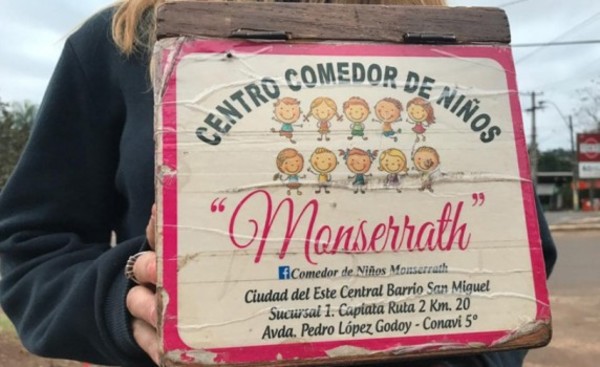 CENTRO COMEDOR DE NIÑOS
“Monserrath”
Comedor de Niños Monserrath
Ciudad del Este Central Barrio San Miguel
Sucursal 1. Capiata Ruta 2 Km. 20
Avda. Pedro López Godoy - Conavi 5°